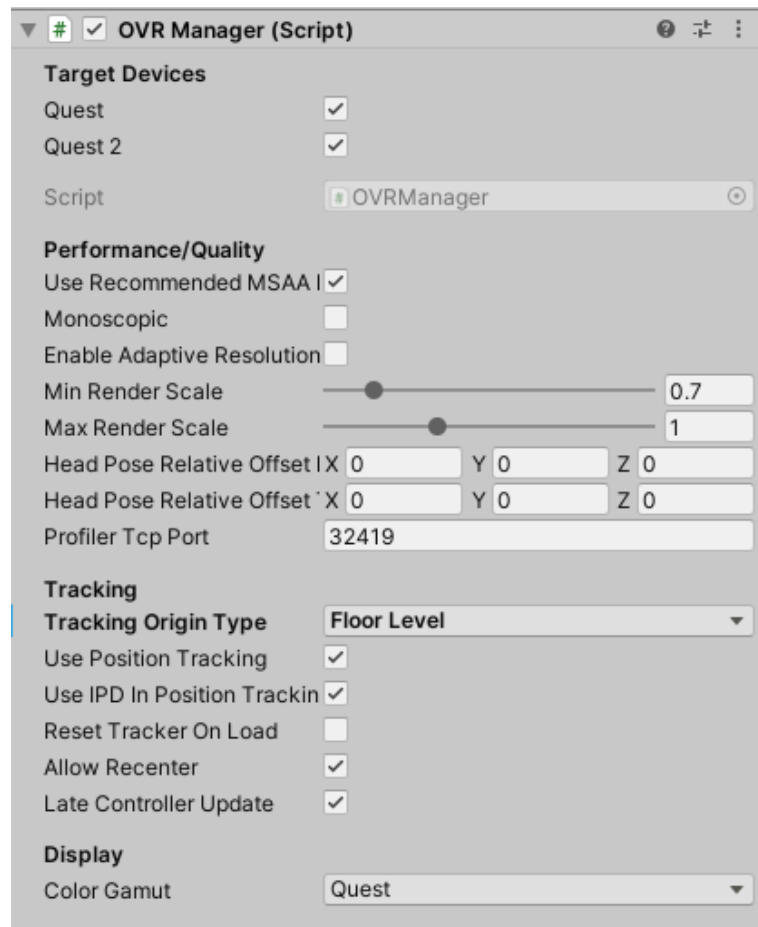 # OVR Manager (Script)
Target Devices
Quest
Quest 2
Script # OVRManager
Performance/Quality
Use Recommended MSAA
Monoscopic
Enable Adaptive Resolution
Min Render Scale 0.7
Max Render Scale 1
Head Pose Relative Offset X 0 Y 0 Z 0
Head Pose Relative Offset X 0 Y 0 Z 0
Profiler Tcp Port 32419
Tracking
Tracking Origin Type Floor Level
Use Position Tracking
Use IPD In Position Trackin
Reset Tracker On Load
Allow Recenter
Late Controller Update
Display
Color Gamut Quest